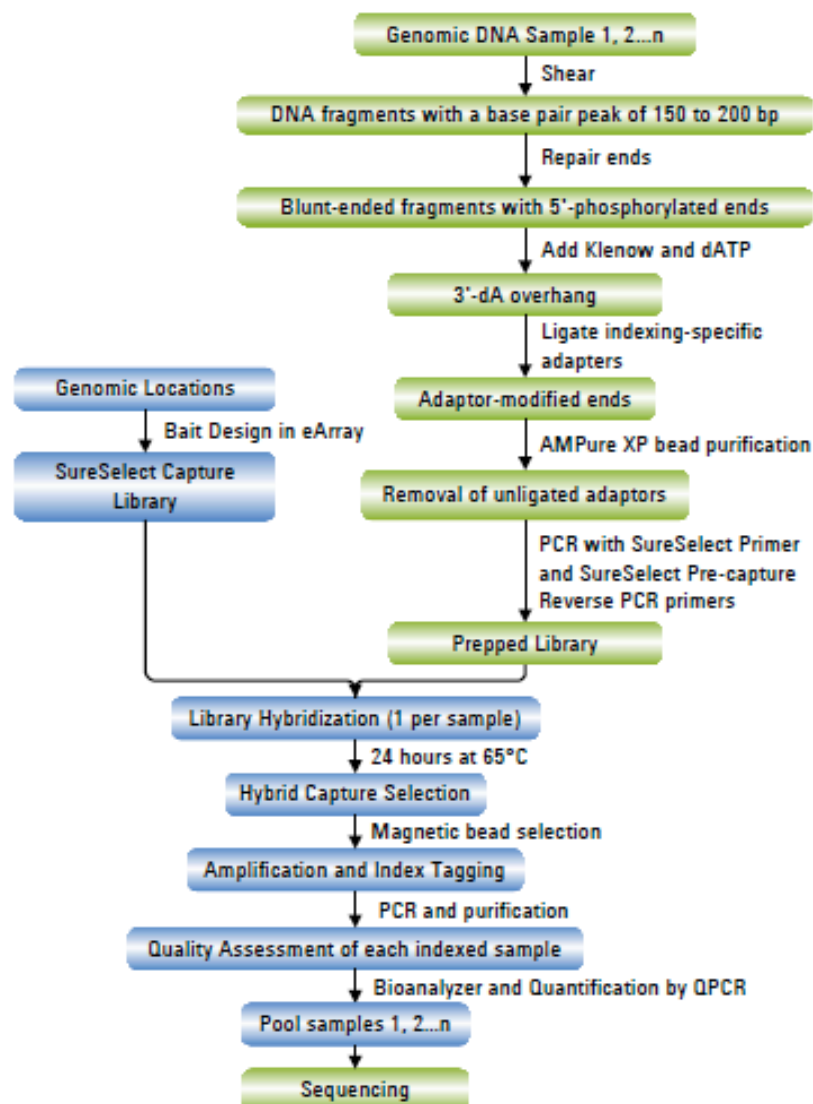 Genomic DNA Sample 1, 2...n
Shear
DNA fragments with a base pair peak of 150 to 200 bp
Repair ends
Blunt-ended fragments with 5'-phosphorylated ends
Add Klenow and dATP
3'-dA overhang
Ligate indexing-specific
adapters
Genomic Locations
Adaptor-modified ends
Bait Design in eArray
AMPure XP bead purification
SureSelect Capture
Library
Removal of unligated adaptors
PCR with SureSelect Primer
and SureSelect Pre-capture
Reverse PCR primers
Prepped Library
Library Hybridization (1 per sample)
24 hours at 65°C
Hybrid Capture Selection
Magnetic bead selection
Amplification and Index Tagging
PCR and purification
Quality Assessment of each indexed sample
Bioanalyzer and Quantification by QPCR
Pool samples 1, 2...n
Sequencing